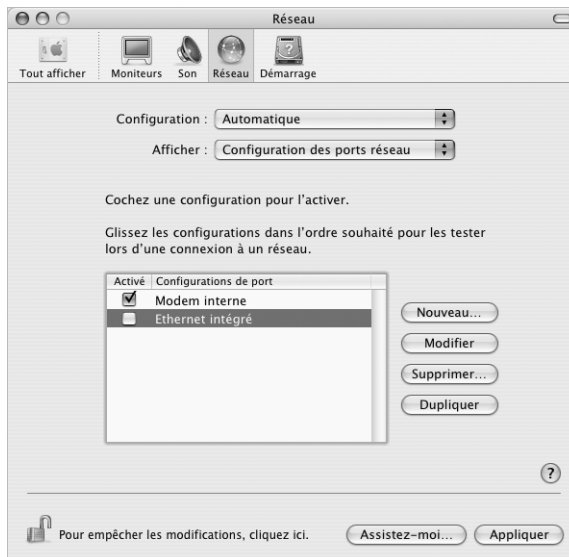 Réseau
Tout afficher Moniteurs Son Réseau Démarrage
Configuration : Automatique
Afficher : Configuration des ports réseau
Cochez une configuration pour l'activer.
Glissez les configurations dans l'ordre souhaité pour les tester
lors d'une connexion à un réseau.
Activé Configurations de port
Modem interne
Ethernet intégré
Nouveau...
Modifier
Supprimer...
Dupliquer
?
Pour empêcher les modifications, cliquez ici. Assistez-moi... Appliquer